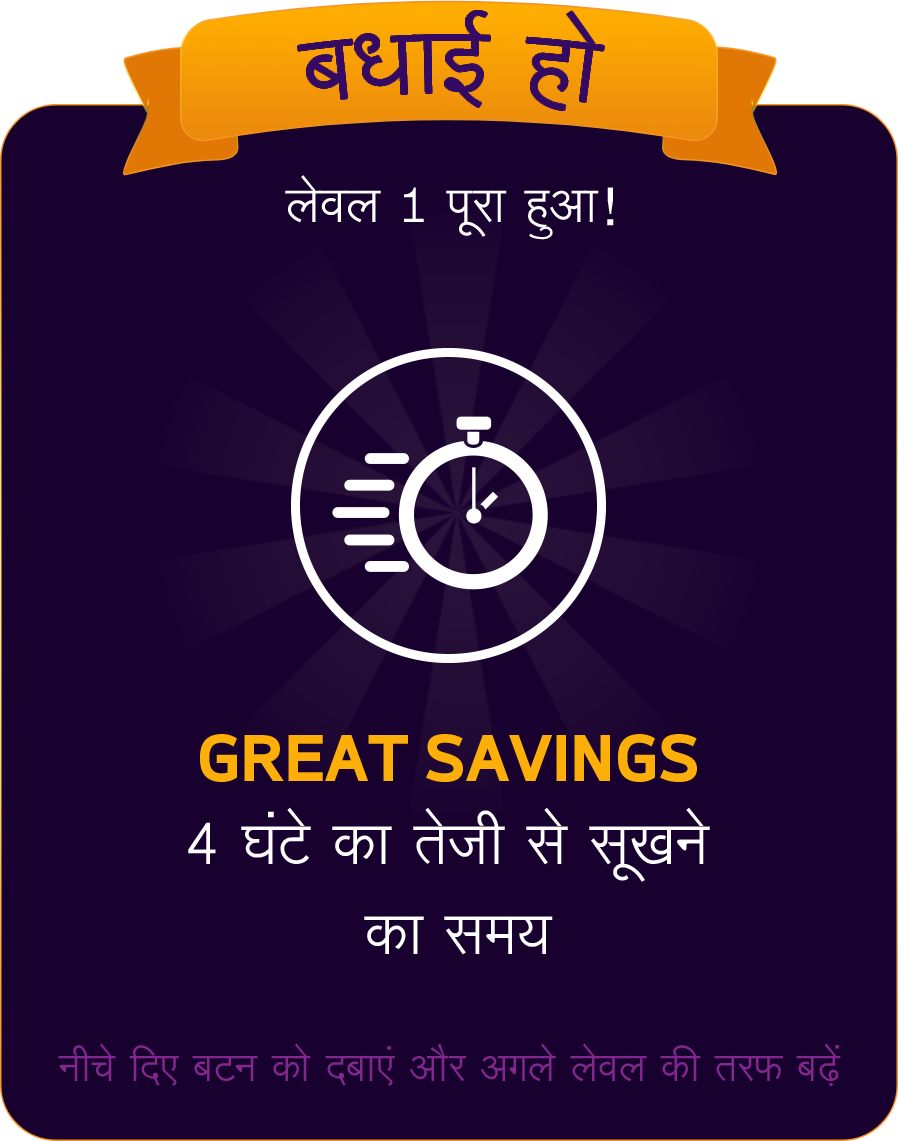 बधाई हो
लेवल 1 पूरा हुआ!
GREAT SAVINGS
4 घंटे का तेजी से सूखने
का समय
नीचे दिए बटन को दबाएं और अगले लेवल की तरफ बढ़ें